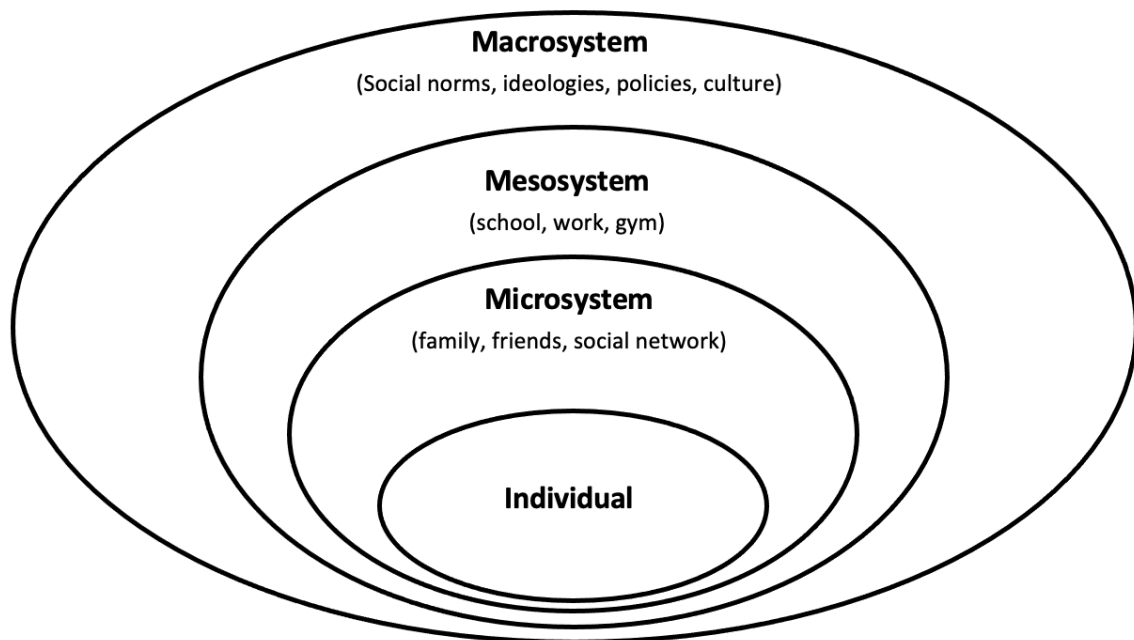 Macrosystem
(Social norms, ideologies, policies, culture)
Mesosystem
(school, work, gym)
Microsystem
(family, friends, social network)
Individual